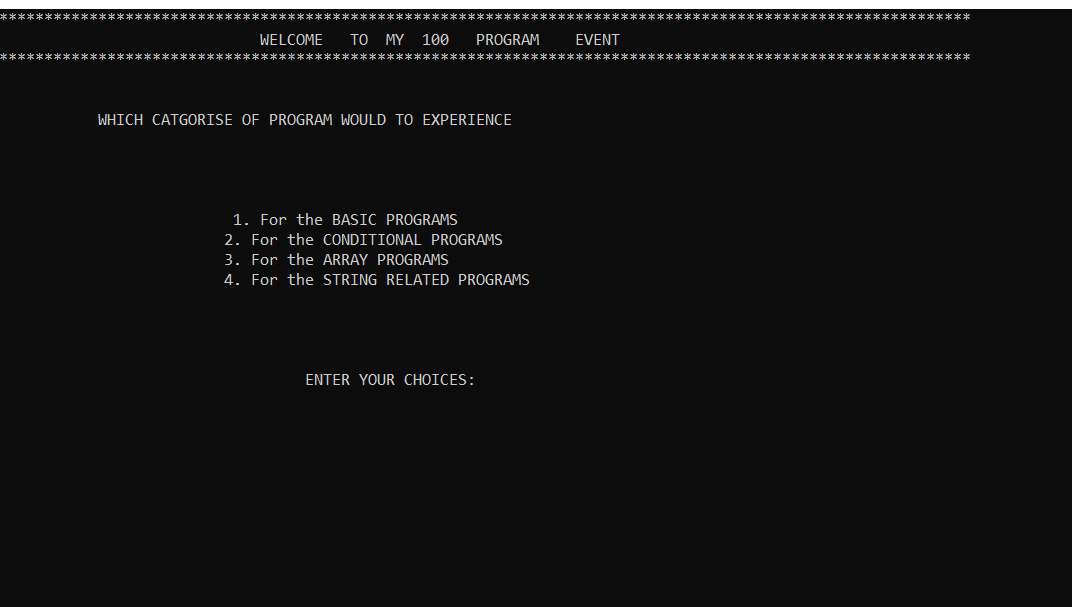 ************************************************************************************************************
WELCOME   TO  MY  100   PROGRAM    EVENT
************************************************************************************************************
WHICH CATGORISE OF PROGRAM WOULD TO EXPERIENCE
1. For the BASIC PROGRAMS
2. For the CONDITIONAL PROGRAMS
3. For the ARRAY PROGRAMS
4. For the STRING RELATED PROGRAMS
ENTER YOUR CHOICES: